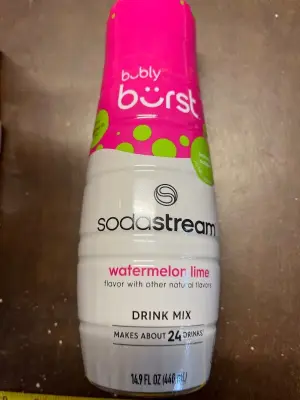 bubly
burst
sodastream
watermelon lime
flavor with other natural flavors
DRINK MIX
MAKES ABOUT 24 DRINKS
14.9 FL OZ (440 mL)